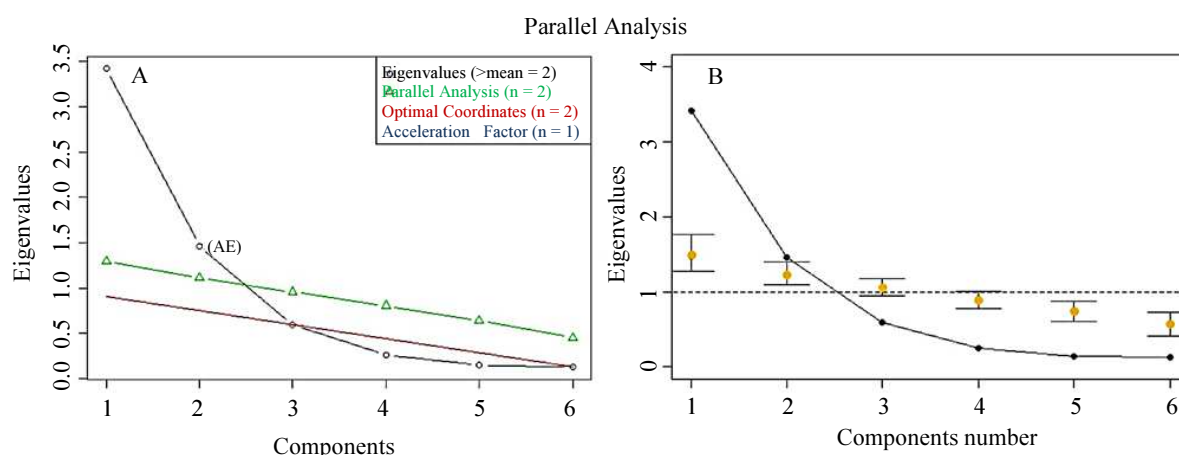 Parallel Analysis
A
Eigenvalues (>mean = 2)
Parallel Analysis (n = 2)
Optimal Coordinates (n = 2)
Acceleration Factor (n = 1)
(AE)
Eigenvalues
3.5
3.0
2.5
2.0
1.5
1.0
0.5
0.0
1 2 3 4 5 6
Components
B
Eigenvalues
4
3
2
1
0
1 2 3 4 5 6
Components number